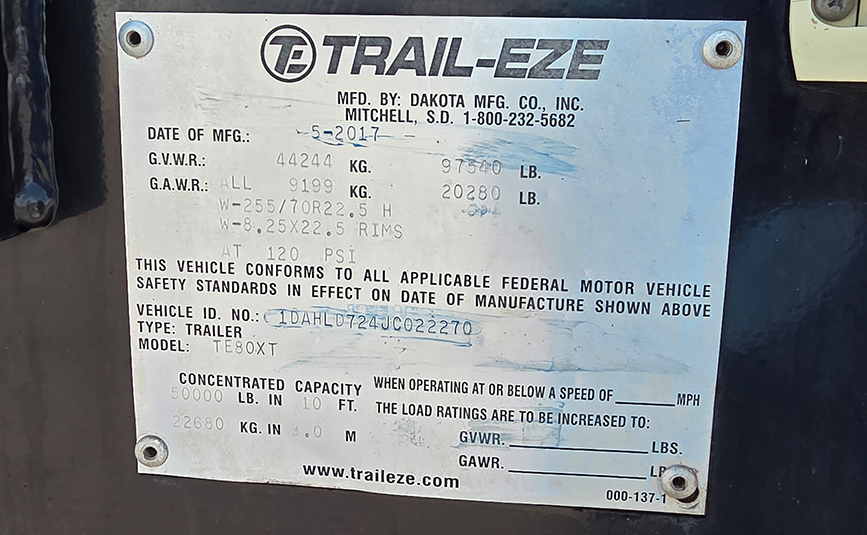 TE TRAIL-EZE
MFD. BY: DAKOTA MFG. CO., INC.
MITCHELL, S.D. 1-800-232-5682
DATE OF MFG.: 5-2017
G.V.W.R.: 44244 KG. 97540 LB.
G.A.W.R.: ALL 9199 KG. 20280 LB.
W-255/70R22.5 H
W-8.25X22.5 RIMS
AT 120 PSI
THIS VEHICLE CONFORMS TO ALL APPLICABLE FEDERAL MOTOR VEHICLE
SAFETY STANDARDS IN EFFECT ON DATE OF MANUFACTURE SHOWN ABOVE
VEHICLE ID. NO.: 1DAHLD724JC022270
TYPE: TRAILER
MODEL: TE80XT
CONCENTRATED CAPACITY
50000 LB. IN 10 FT.
22680 KG. IN 3.0 M
WHEN OPERATING AT OR BELOW A SPEED OF ______ MPH
THE LOAD RATINGS ARE TO BE INCREASED TO:
GVWR. ______ LBS.
GAWR. ______
www.traileze.com
000-137-1